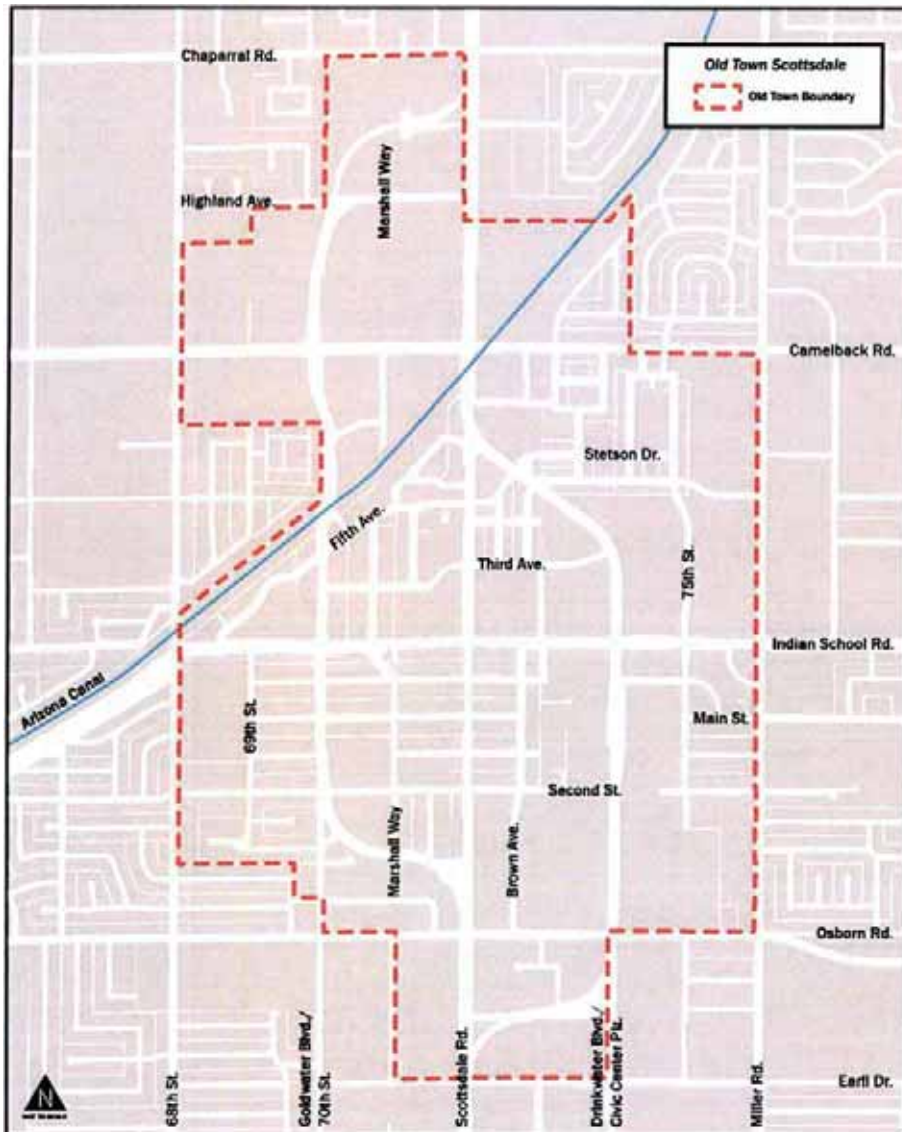 Old Town Scottsdale
Old Town Boundary
Chaparral Rd.
Marshall Way
Highland Ave.
Camelback Rd.
Stetson Dr.
Fifth Ave.
Third Ave.
75th St.
Indian School Rd.
Arizona Canal
69th St.
Main St.
Second St.
Marshall Way
Brown Ave.
Osborn Rd.
68th St.
Goldwater Blvd./
70th St.
Scottsdale Rd.
Drinkwater Blvd./
Civic Center Plz.
Miller Rd.
Earll Dr.
N